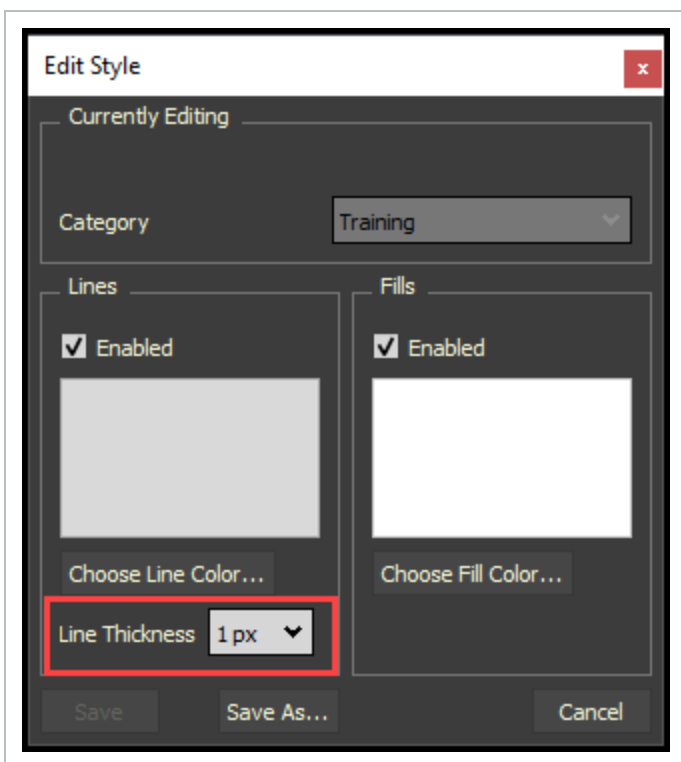 Edit Style
x
Currently Editing
Category Training
Lines
Enabled
Choose Line Color...
Line Thickness 1 px
Fills
Enabled
Choose Fill Color...
Save Save As... Cancel